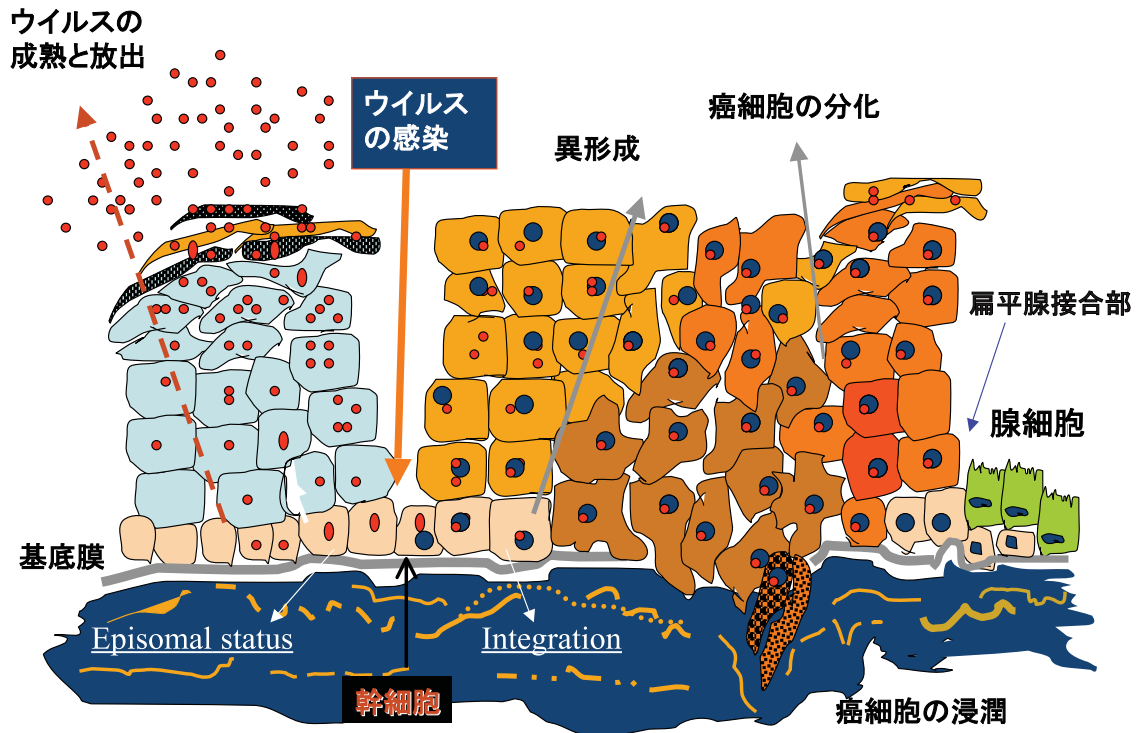 ウイルスの
成熟と放出
ウイルス
の感染
異形成
癌細胞の分化
扁平腺接合部
腺細胞
基底膜
Episomal status
Integration
幹細胞
癌細胞の浸潤